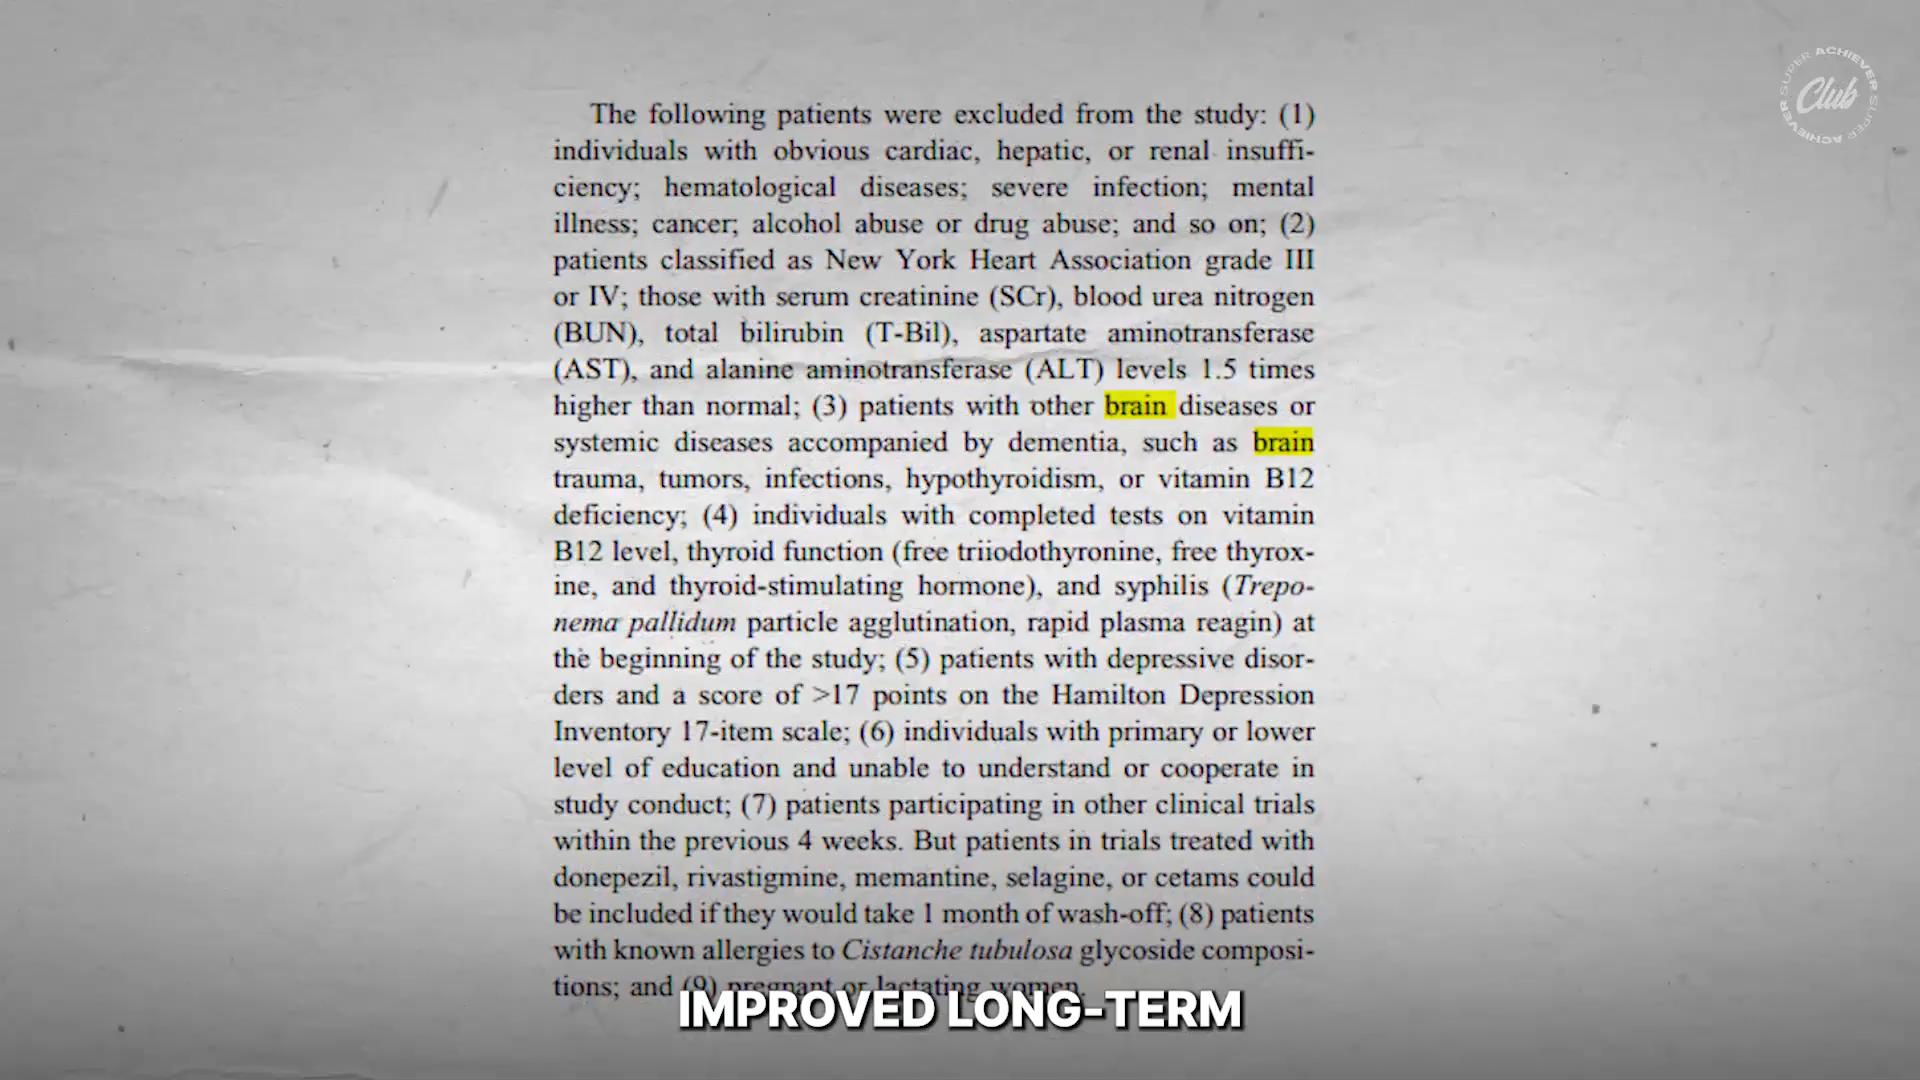 SUPER ACHIEVER SUPER ACHIEVER
Club
The following patients were excluded from the study: (1)
individuals with obvious cardiac, hepatic, or renal insuffi-
ciency; hematological diseases; severe infection; mental
illness; cancer; alcohol abuse or drug abuse; and so on; (2)
patients classified as New York Heart Association grade III
or IV; those with serum creatinine (SCr), blood urea nitrogen
(BUN), total bilirubin (T-Bil), aspartate aminotransferase
(AST), and alanine aminotransferase (ALT) levels 1.5 times
higher than normal; (3) patients with other brain diseases or
systemic diseases accompanied by dementia, such as brain
trauma, tumors, infections, hypothyroidism, or vitamin B12
deficiency; (4) individuals with completed tests on vitamin
B12 level, thyroid function (free triiodothyronine, free thyrox-
ine, and thyroid-stimulating hormone), and syphilis (Trepo-
nema pallidum particle agglutination, rapid plasma reagin) at
the beginning of the study; (5) patients with depressive disor-
ders and a score of >17 points on the Hamilton Depression
Inventory 17-item scale; (6) individuals with primary or lower
level of education and unable to understand or cooperate in
study conduct; (7) patients participating in other clinical trials
within the previous 4 weeks. But patients in trials treated with
donepezil, rivastigmine, memantine, selagine, or cetams could
be included if they would take 1 month of wash-off; (8) patients
with known allergies to Cistanche tubulosa glycoside composi-
tions; and (9) pregnant or lactating women.
IMPROVED LONG-TERM